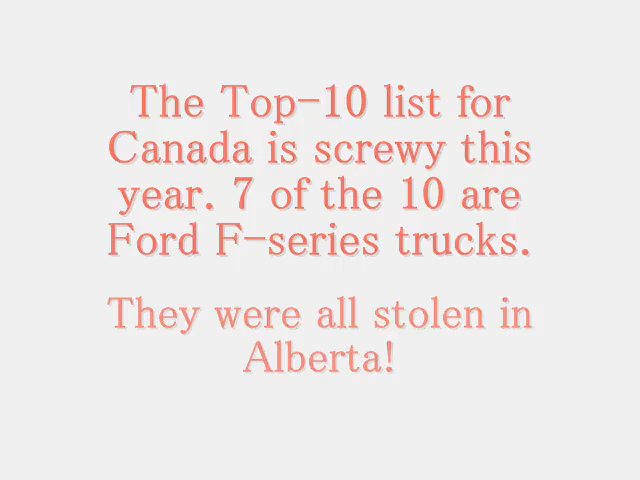 The Top-10 list for
Canada is screwy this
year. 7 of the 10 are
Ford F-series trucks.
They were all stolen in
Alberta!